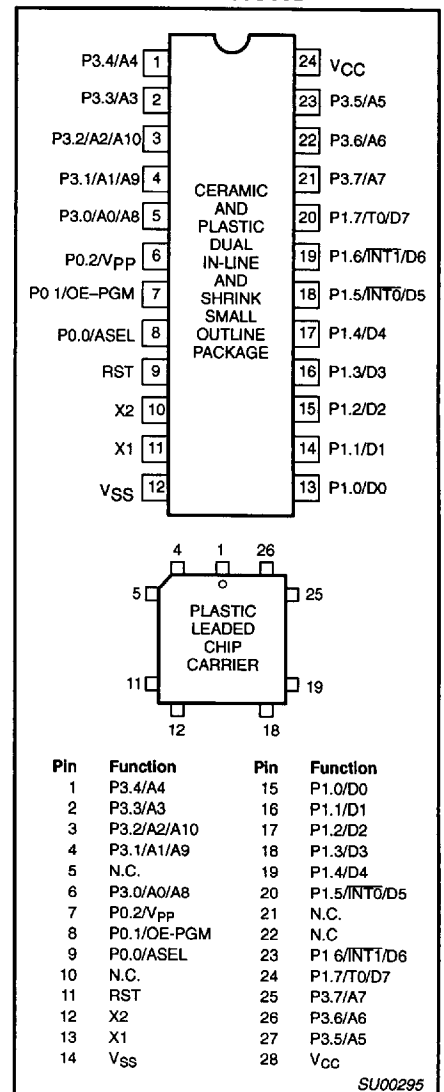 P3.4/A4 1 24 VCC
P3.3/A3 2 23 P3.5/A5
P3.2/A2/A10 3 22 P3.6/A6
P3.1/A1/A9 4 21 P3.7/A7
P3.0/A0/A8 5 20 P1.7/T0/D7
P0.2/VPP 6 19 P1.6/INT1/D6
P0 1/OE–PGM 7 18 P1.5/INT0/D5
P0.0/ASEL 8 17 P1.4/D4
RST 9 16 P1.3/D3
X2 10 15 P1.2/D2
X1 11 14 P1.1/D1
VSS 12 13 P1.0/D0
CERAMIC
AND
PLASTIC
DUAL
IN-LINE
AND
SHRINK
SMALL
OUTLINE
PACKAGE
4 1 26
5 25
PLASTIC
LEADED
CHIP
CARRIER
11 19
12 18
Pin Function Pin Function
1 P3.4/A4 15 P1.0/D0
2 P3.3/A3 16 P1.1/D1
3 P3.2/A2/A10 17 P1.2/D2
4 P3.1/A1/A9 18 P1.3/D3
5 N.C. 19 P1.4/D4
6 P3.0/A0/A8 20 P1.5/INT0/D5
7 P0.2/VPP 21 N.C.
8 P0.1/OE-PGM 22 N.C
9 P0.0/ASEL 23 P1 6/INT1/D6
10 N.C. 24 P1.7/T0/D7
11 RST 25 P3.7/A7
12 X2 26 P3.6/A6
13 X1 27 P3.5/A5
14 VSS 28 VCC
SU00295